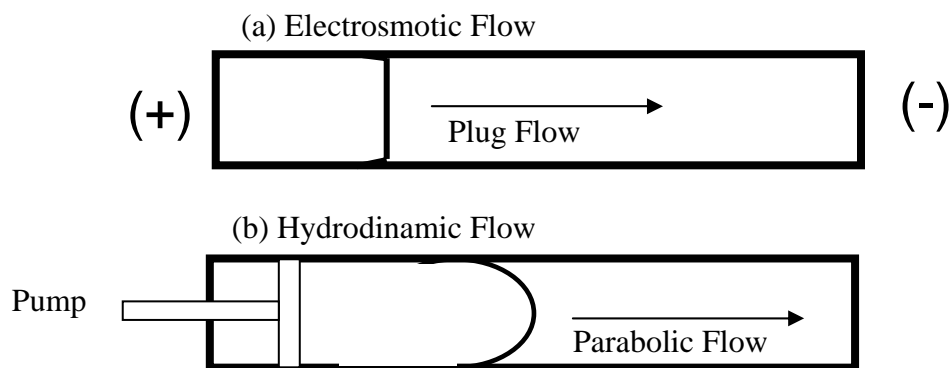 (a) Electrosmotic Flow
(+)
(-)
Plug Flow
(b) Hydrodinamic Flow
Pump
Parabolic Flow